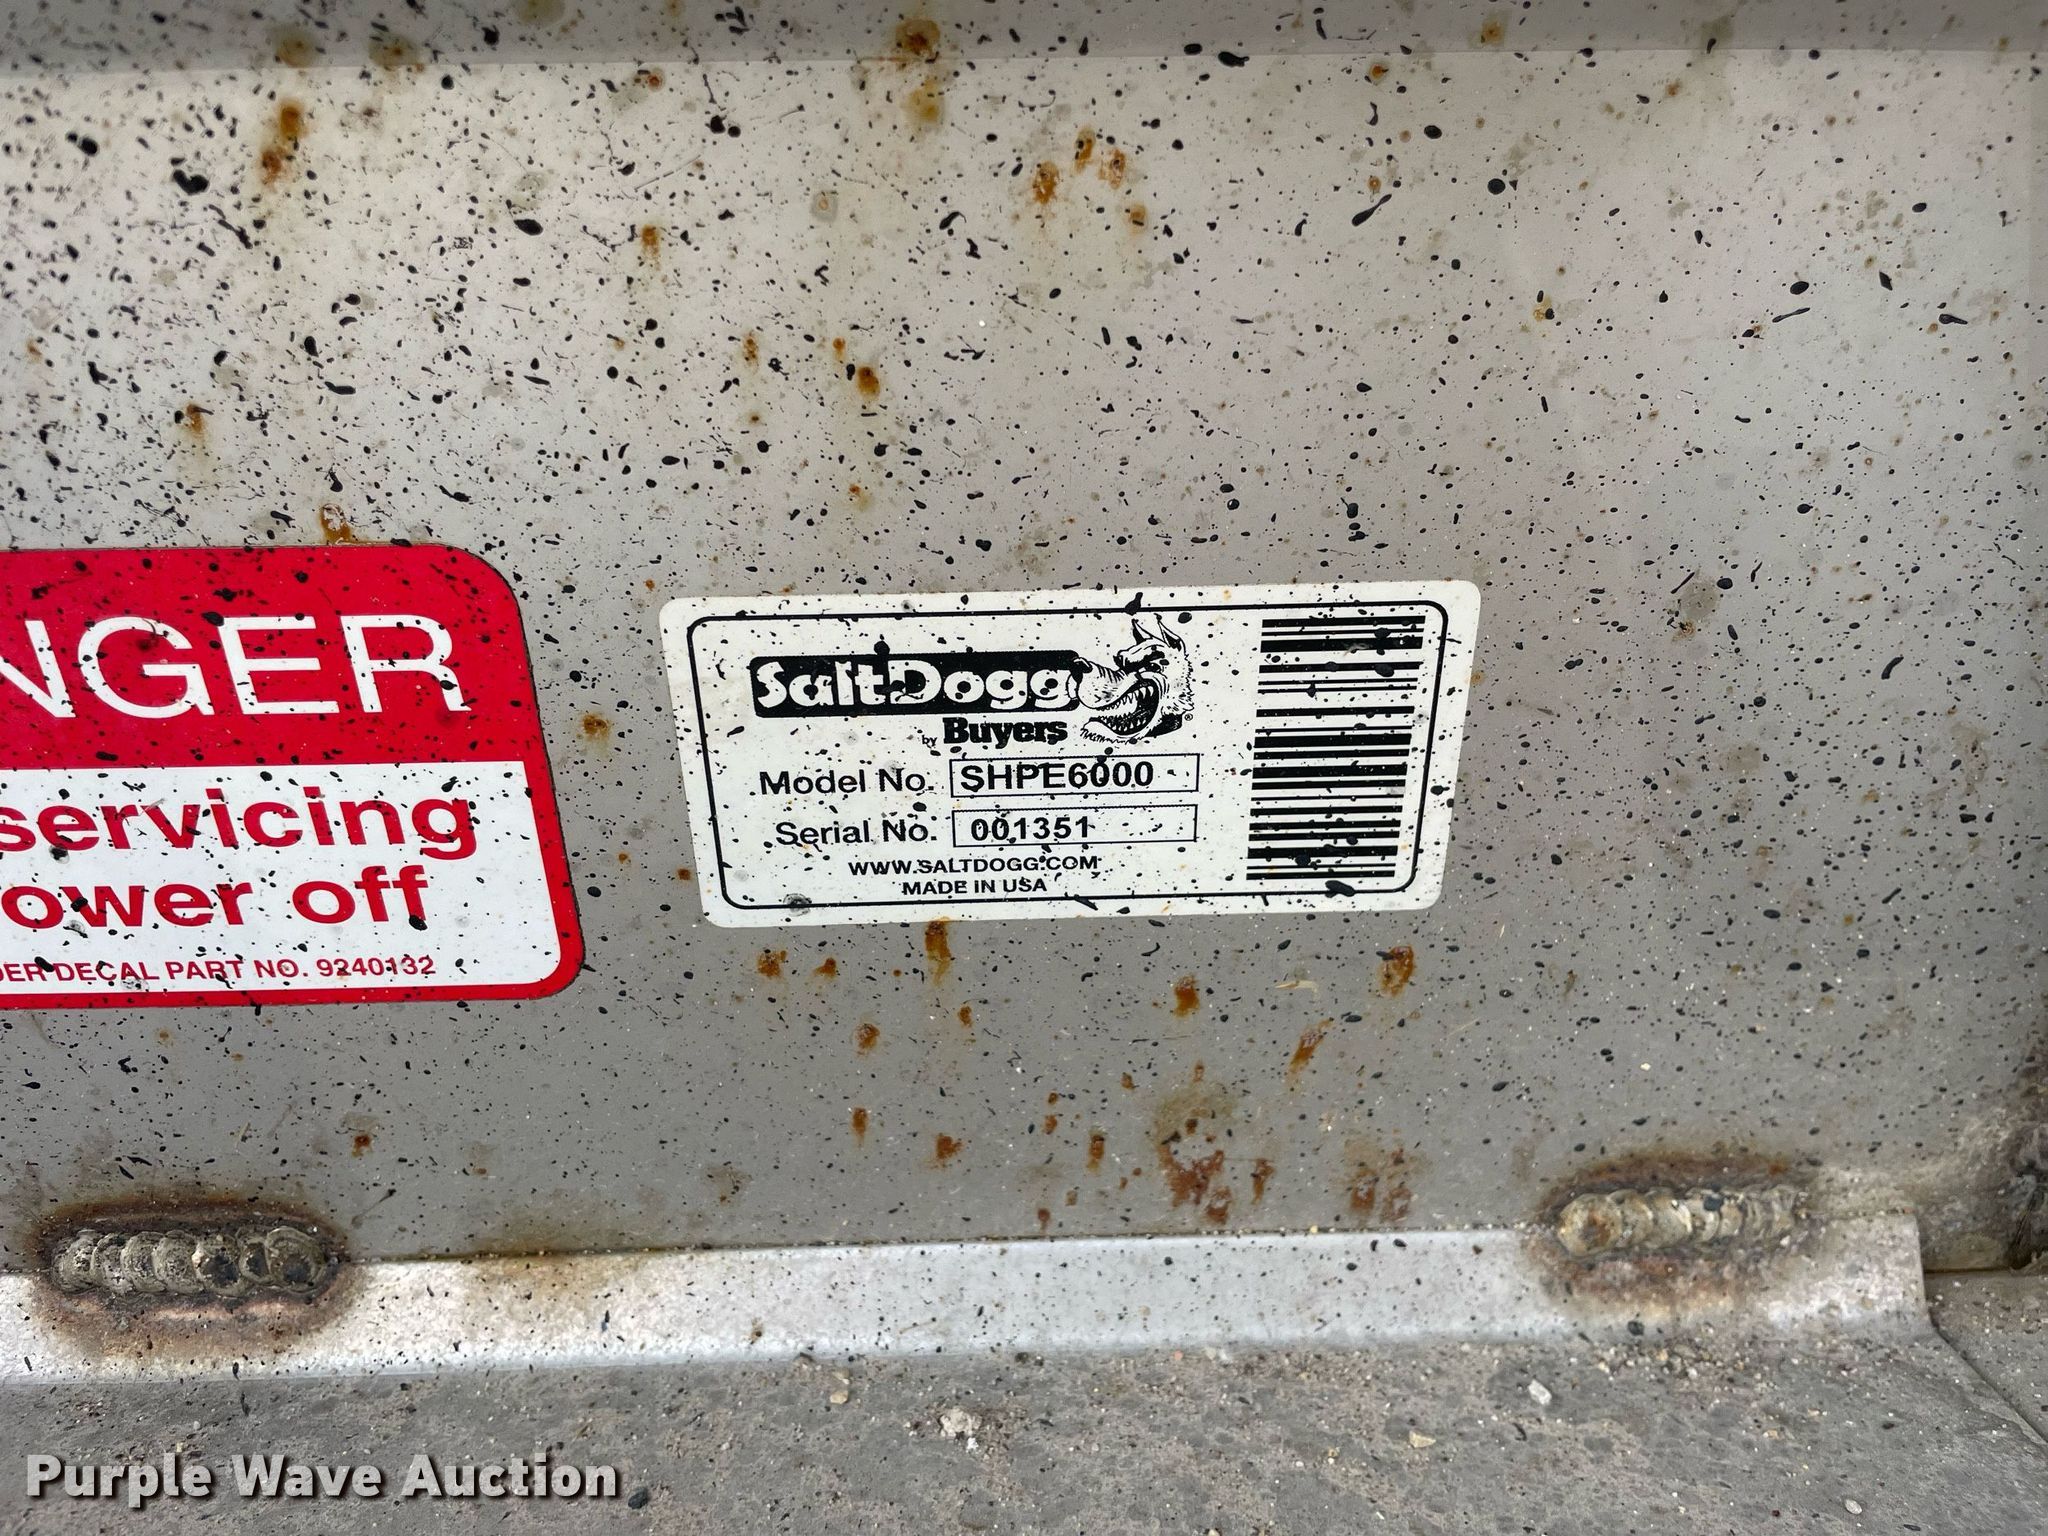 NGER
servicing
ower off
DER DECAL PART NO. 9240132
SaltDogg
by Buyers
Model No. SHPE6000
Serial No. 001351
WWW.SALTDOGG.COM
MADE IN USA
Purple Wave Auction